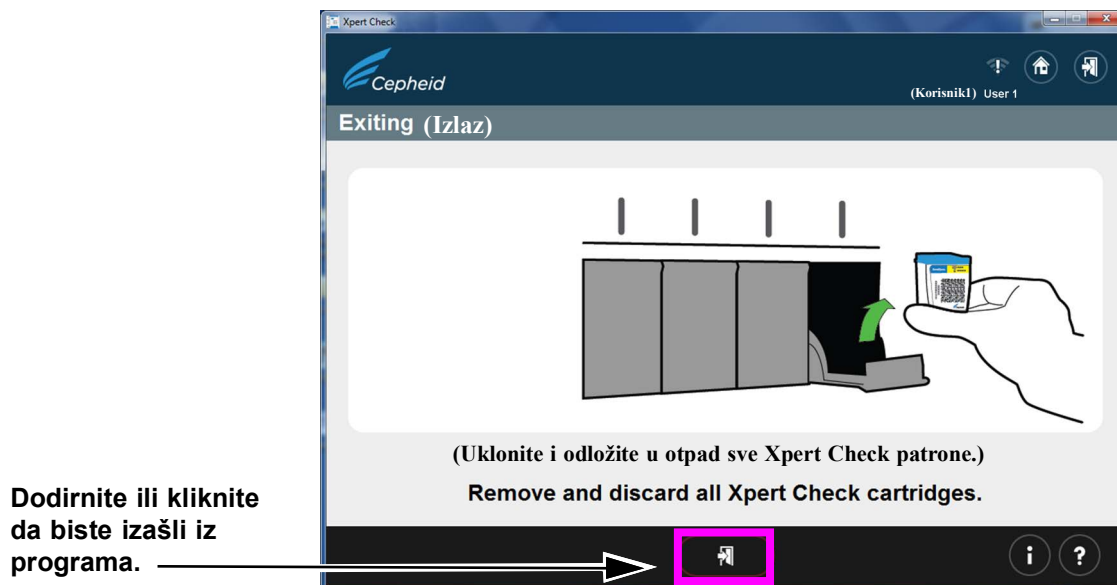 Xpert Check
Cepheid
(Korisnik1) User 1
Exiting (Izlaz)
(Uklonite i odložite u otpad sve Xpert Check patrone.)
Remove and discard all Xpert Check cartridges.
Dodirnite ili kliknite
da biste izašli iz
programa.
i ?